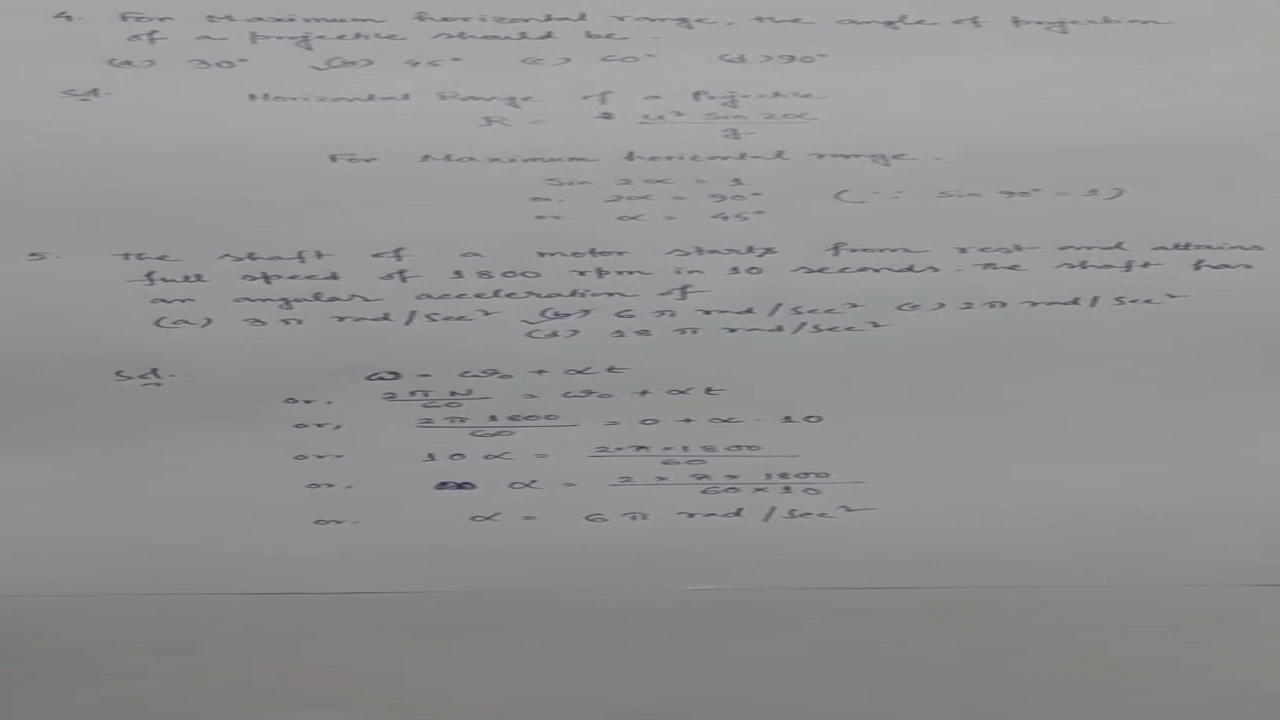 4. For Maximum horizontal range, the angle of projection
of a projectile should be.
(a) 30° (b) 45° (c) 60° (d) 90°
Sol. Horizontal Range of a Projectile
R = u² sin 2α / g
For Maximum horizontal range.
Sin 2α = 1
or. 2α = 90° (∵ sin 90° = 1)
or α = 45°
5. The shaft of a motor starts from rest and attains
full speed of 1800 rpm in 10 seconds. The shaft has
an angular acceleration of
(a) 3π rad/sec² (b) 6π rad/sec² (c) 2π rad/sec²
(d) 18 π rad/sec²
Sol. ω = ω₀ + αt
or. 2πN / 60 = ω₀ + αt
or, 2π 1800 / 60 = 0 + α · 10
or. 10 α = 2×π×1800 / 60
or. α = 2 × π × 1800 / 60 × 10
or. α = 6π rad/sec²